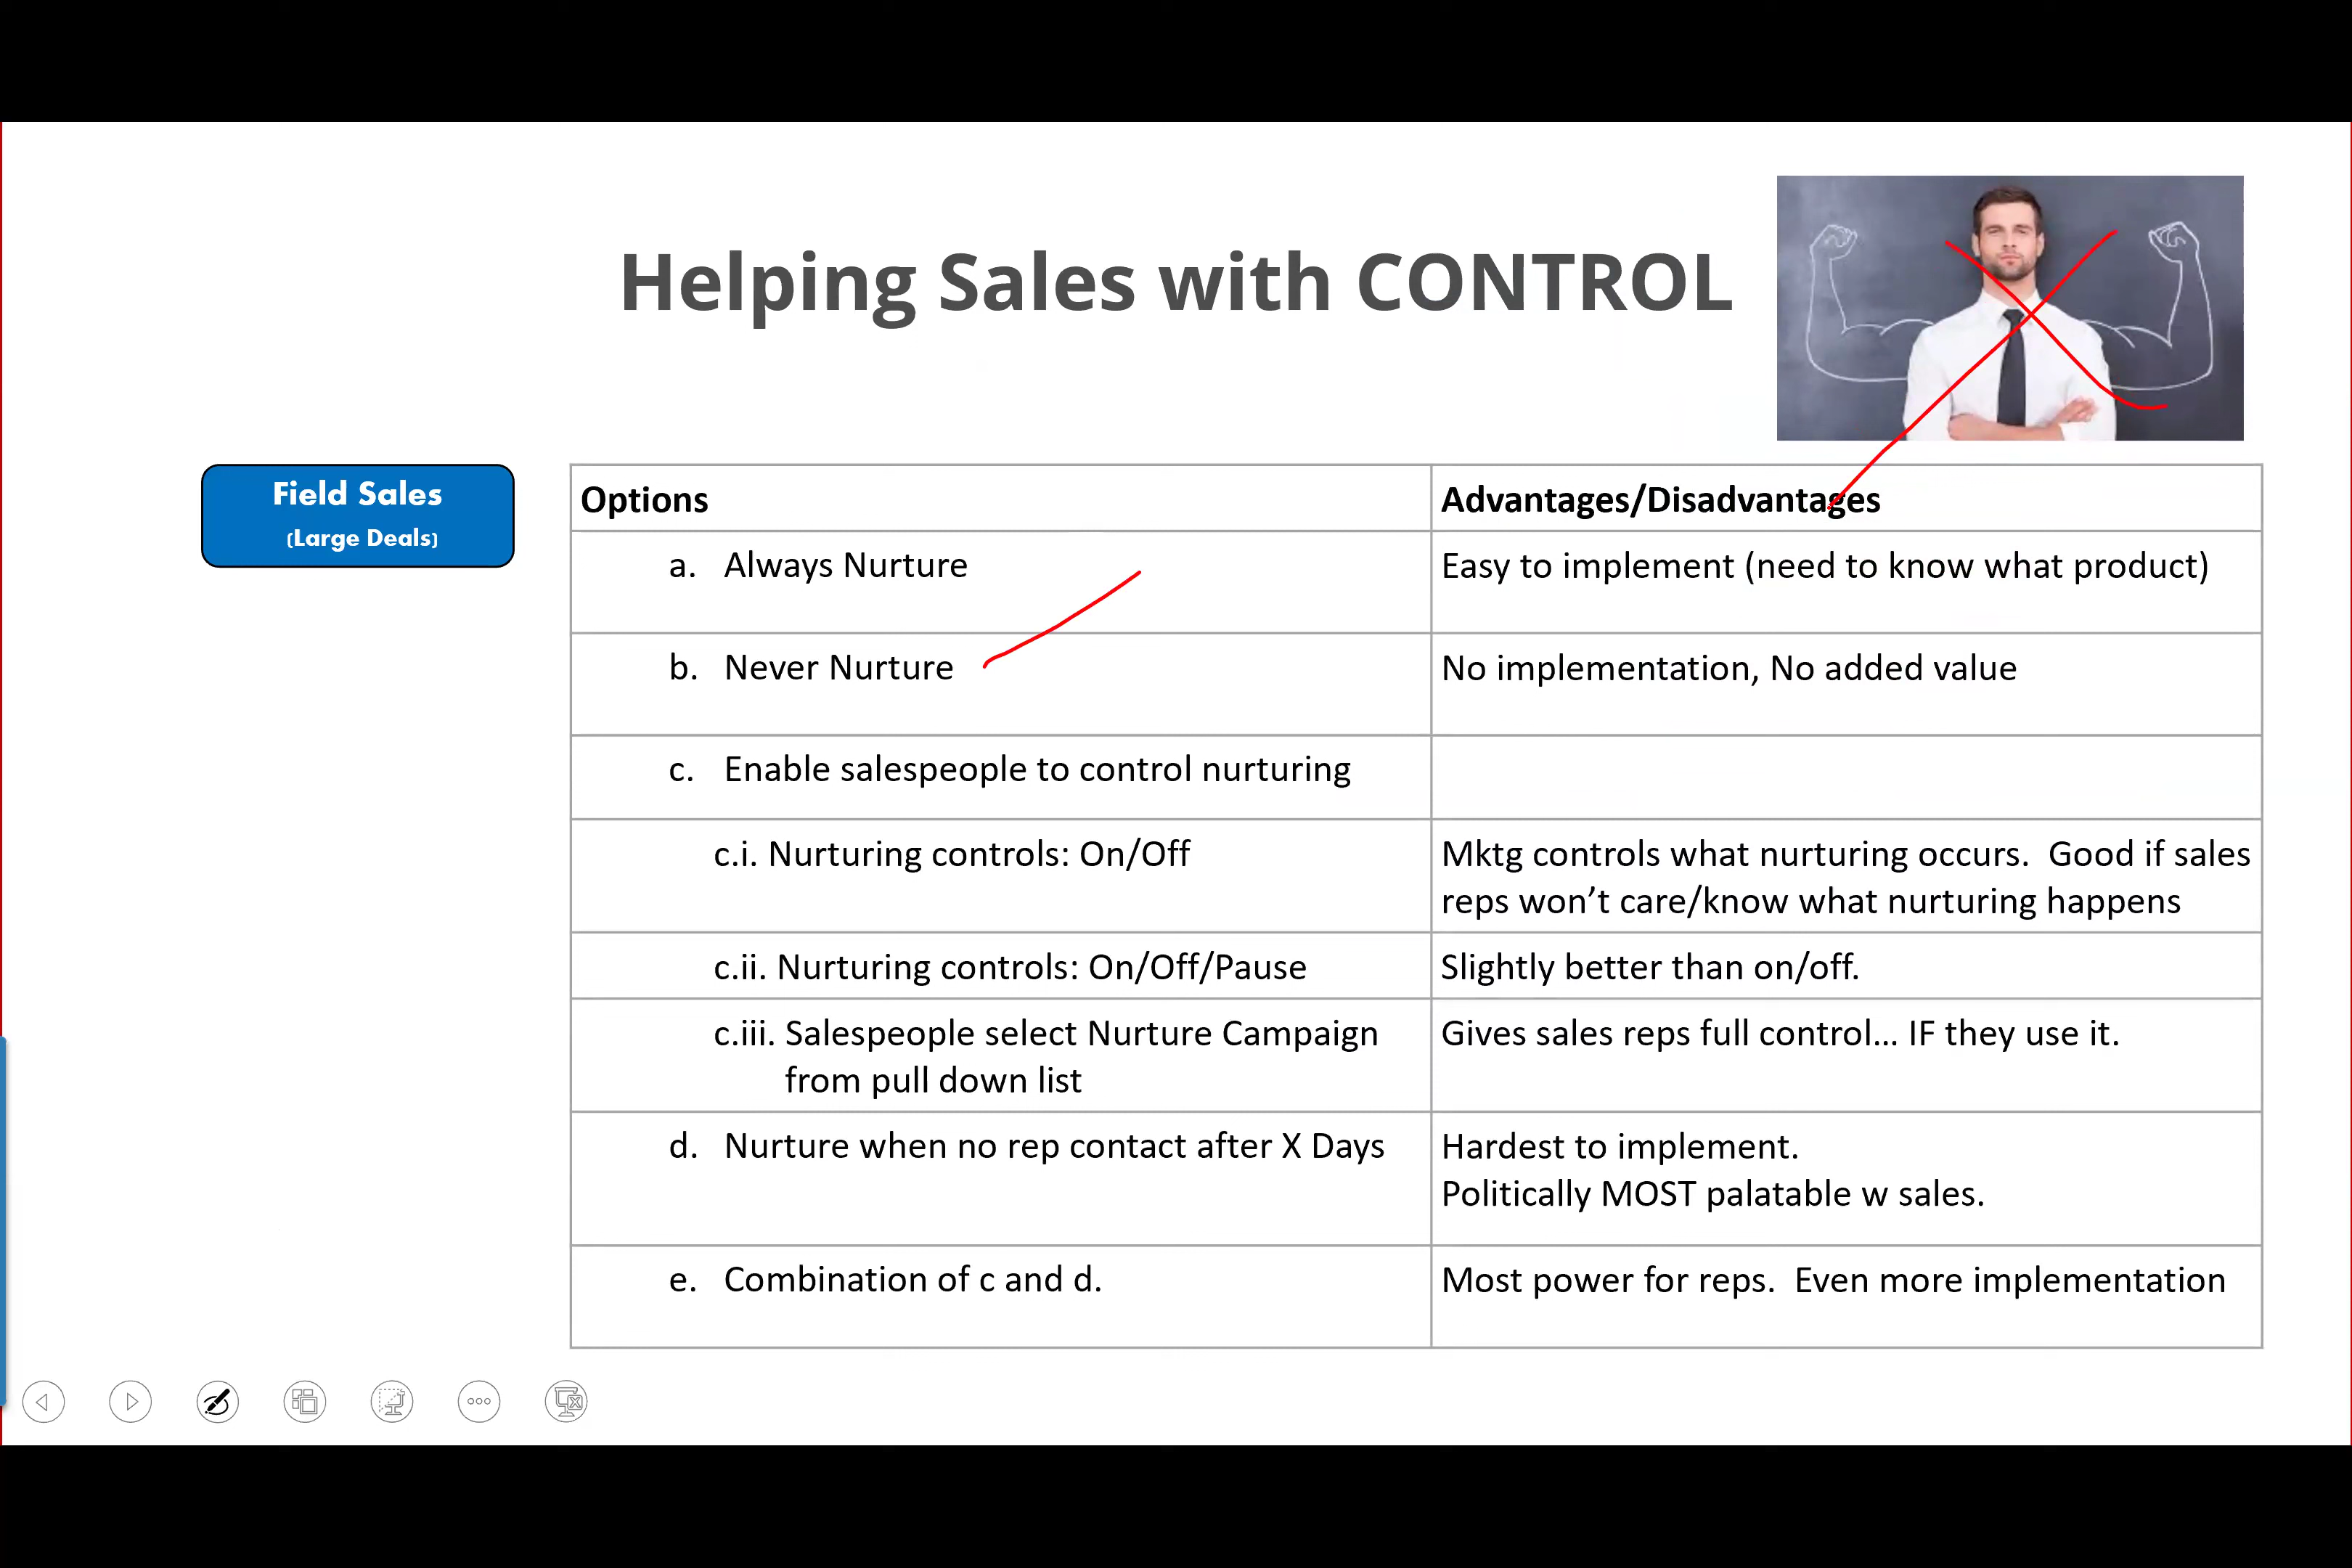 Helping Sales with CONTROL
Field Sales
(Large Deals)
Options
Advantages/Disadvantages
a. Always Nurture
Easy to implement (need to know what product)
b. Never Nurture
No implementation, No added value
c. Enable salespeople to control nurturing
c.i. Nurturing controls: On/Off
Mktg controls what nurturing occurs.  Good if sales
reps won't care/know what nurturing happens
c.ii. Nurturing controls: On/Off/Pause
Slightly better than on/off.
c.iii. Salespeople select Nurture Campaign
from pull down list
Gives sales reps full control... IF they use it.
d. Nurture when no rep contact after X Days
Hardest to implement.
Politically MOST palatable w sales.
e. Combination of c and d.
Most power for reps.  Even more implementation